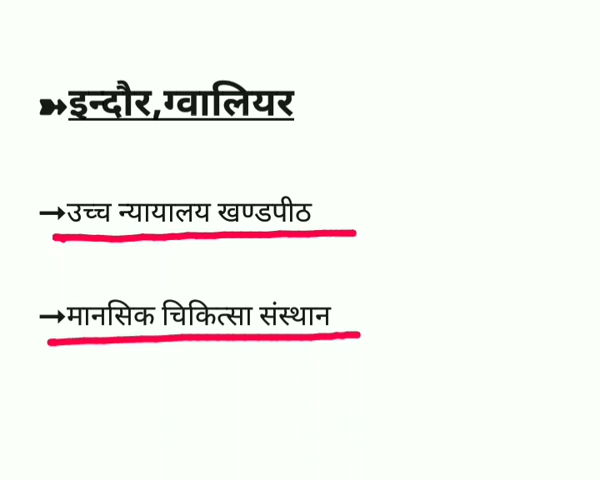 ➽इन्दौर,ग्वालियर
→उच्च न्यायालय खण्डपीठ
→मानसिक चिकित्सा संस्थान